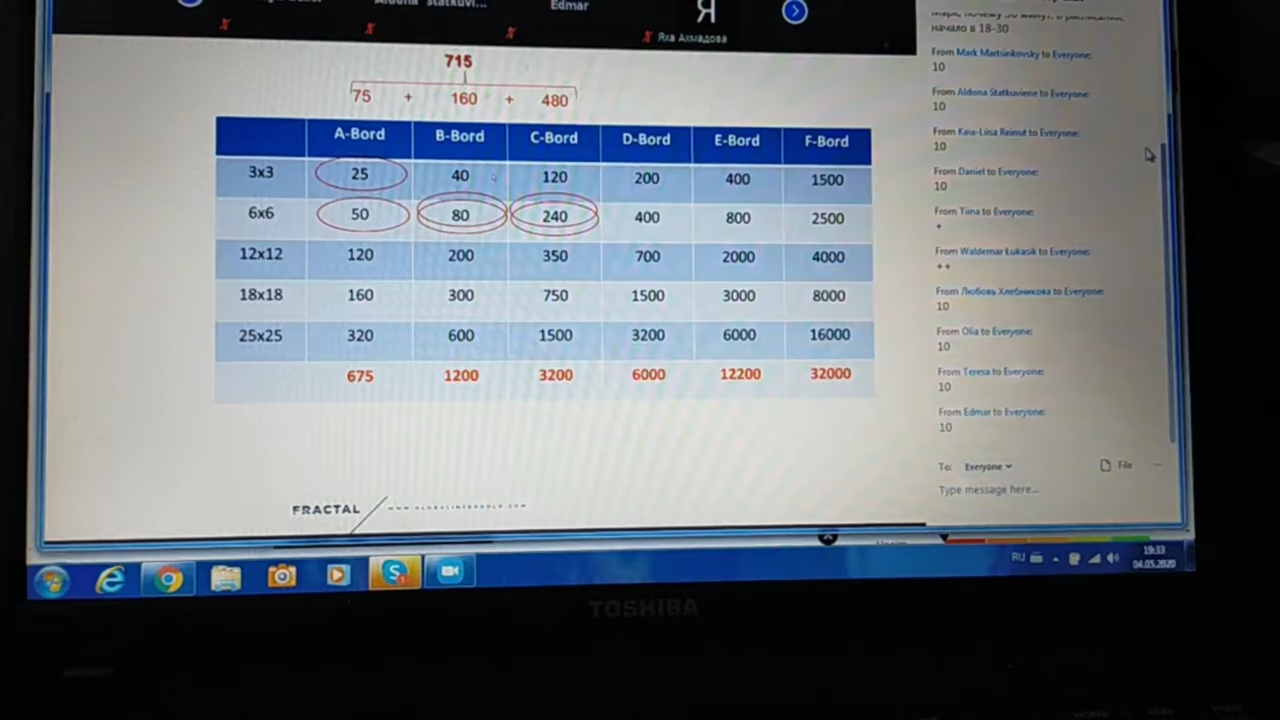 Edmar
Я
Яха Ахмадова
начало в 18-30
From Mark Martsinkovsky to Everyone:
10
From Aldona Statkuviene to Everyone:
10
From Kaia-Liisa Reinut to Everyone:
10
From Daniel to Everyone:
10
From Tiina to Everyone:
+
From Waldemar Łukasik to Everyone:
++
From Любовь Хлебникова to Everyone:
10
From Olia to Everyone:
10
From Teresa to Everyone:
10
From Edmar to Everyone:
10
To: Everyone File
Type message here...
715
75 + 160 + 480
A-Bord B-Bord C-Bord D-Bord E-Bord F-Bord
3x3 25 40 120 200 400 1500
6x6 50 80 240 400 800 2500
12x12 120 200 350 700 2000 4000
18x18 160 300 750 1500 3000 8000
25x25 320 600 1500 3200 6000 16000
675 1200 3200 6000 12200 32000
FRACTAL
RU
19:33
04.05.2020
TOSHIBA